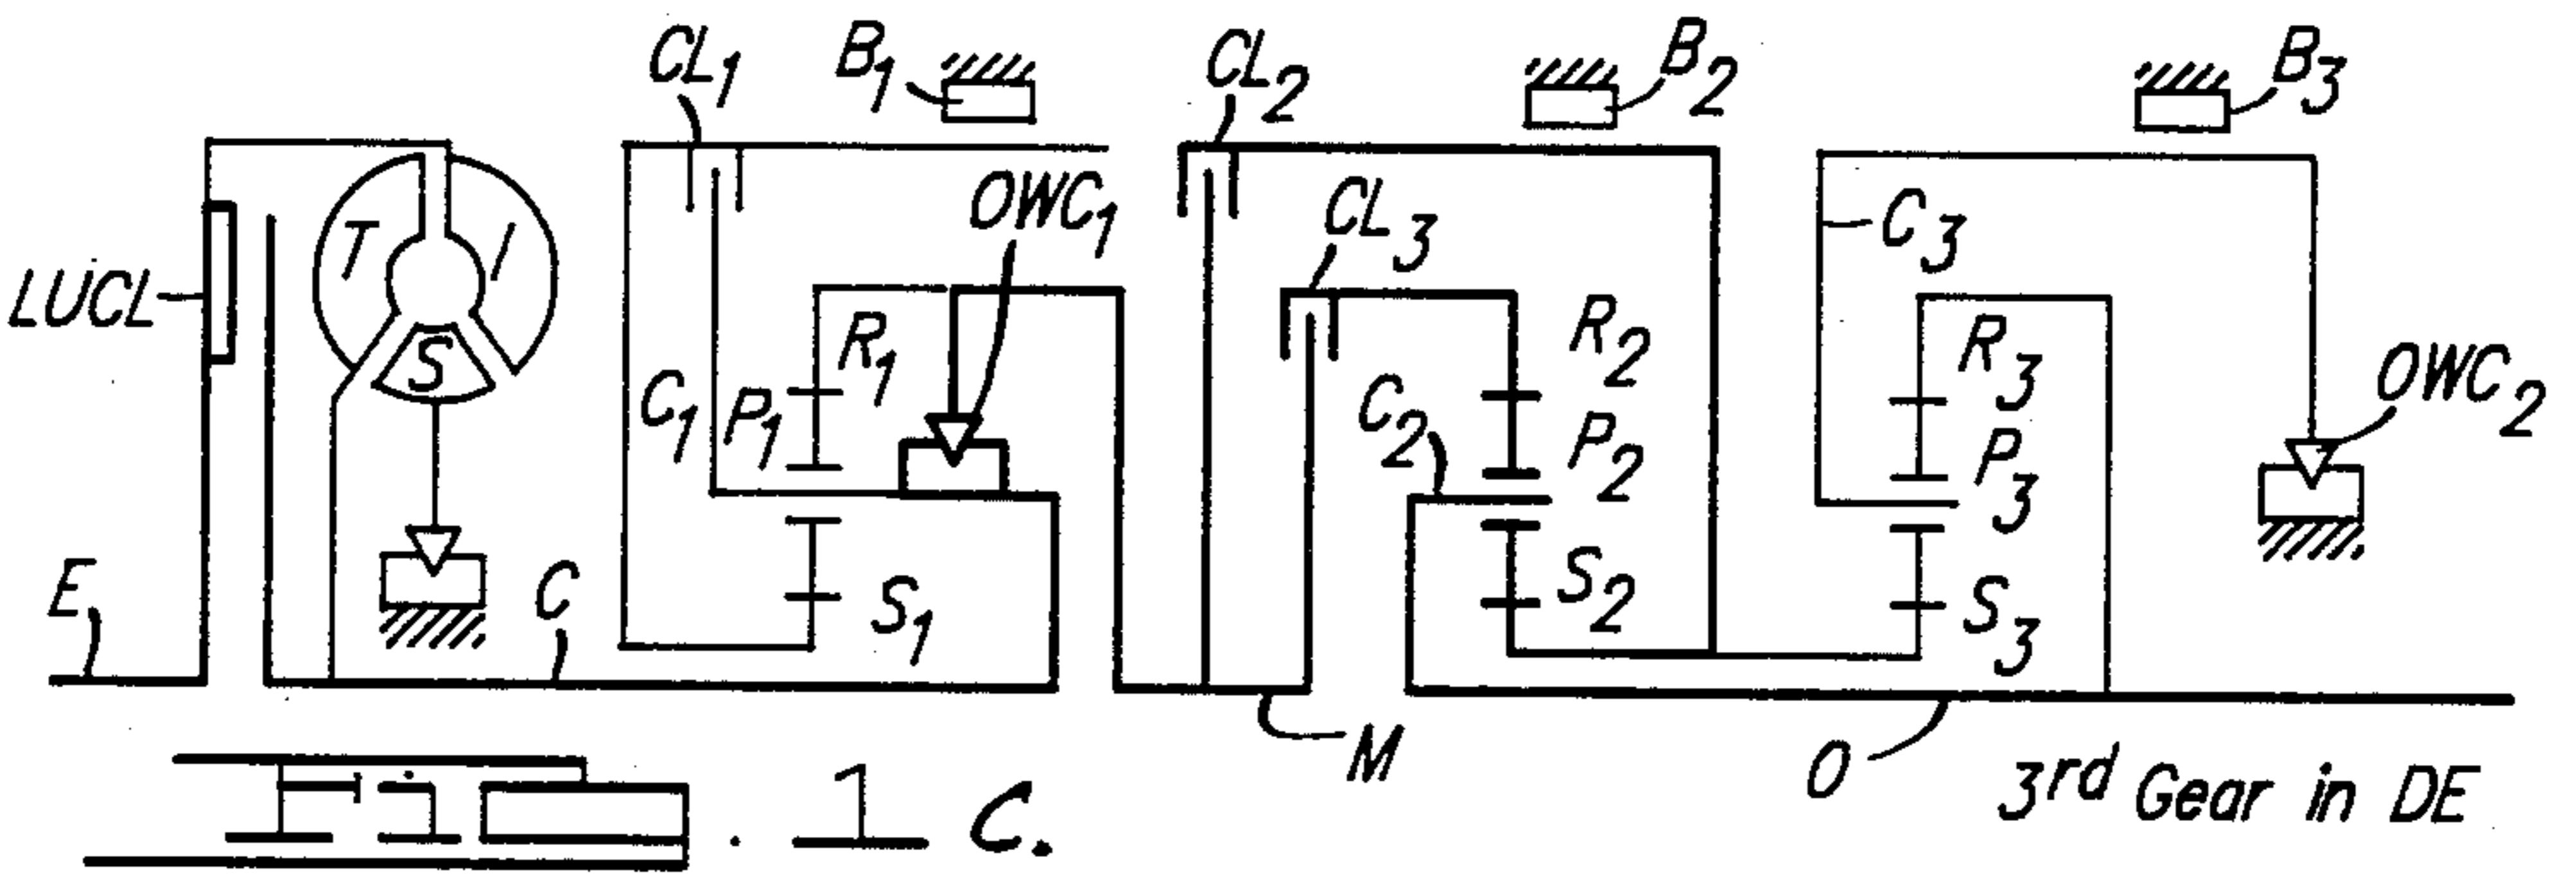 CL1
B1
CL2
B2
B3
LUCL
T
I
S
OWC1
CL3
C3
R1
R2
R3
OWC2
C1
P1
C2
P2
P3
E
C
S1
S2
S3
M
O
3rd Gear in DE
FIG. 1C.